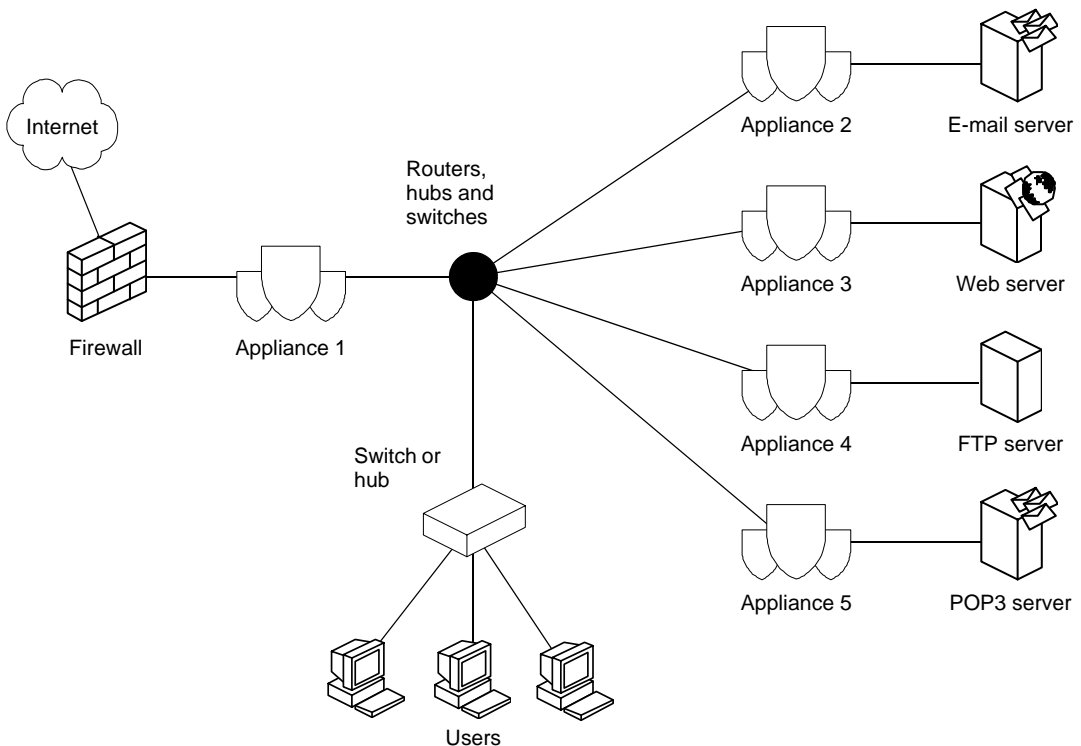 Internet
Firewall
Appliance 1
Routers,
hubs and
switches
Appliance 2
E-mail server
Appliance 3
Web server
Appliance 4
FTP server
Appliance 5
POP3 server
Switch or
hub
Users